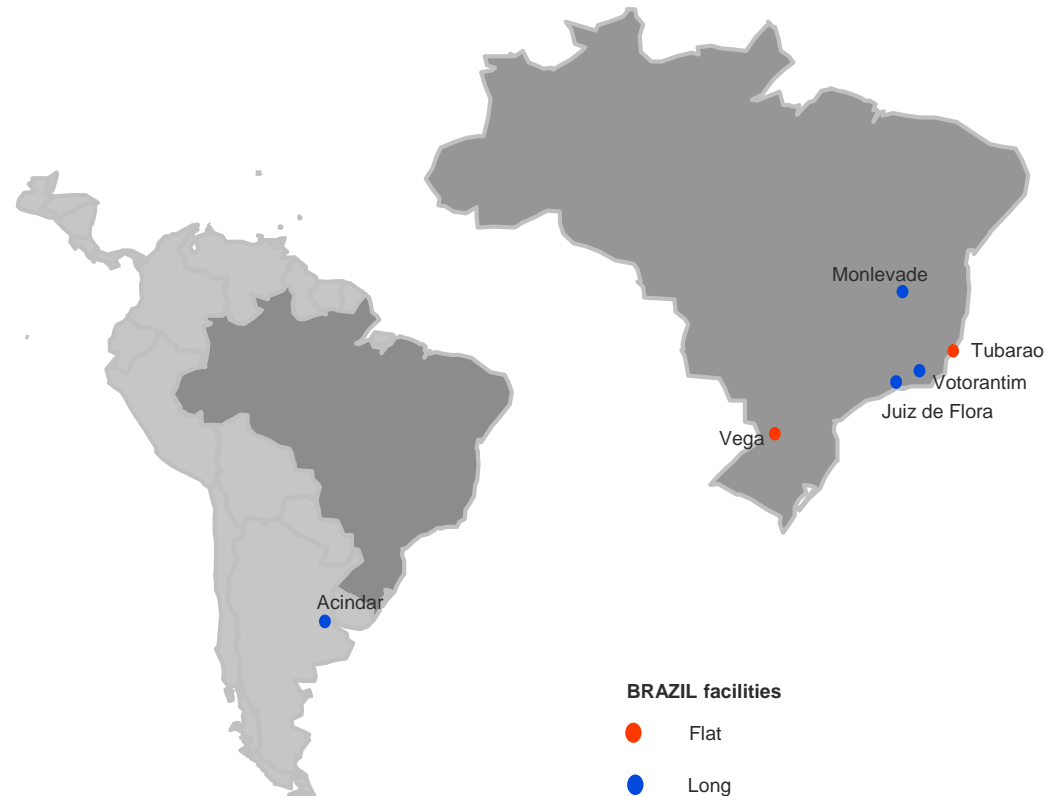 Monlevade
Tubarao
Votorantim
Juiz de Flora
Vega
Acindar
BRAZIL facilities
Flat
Long